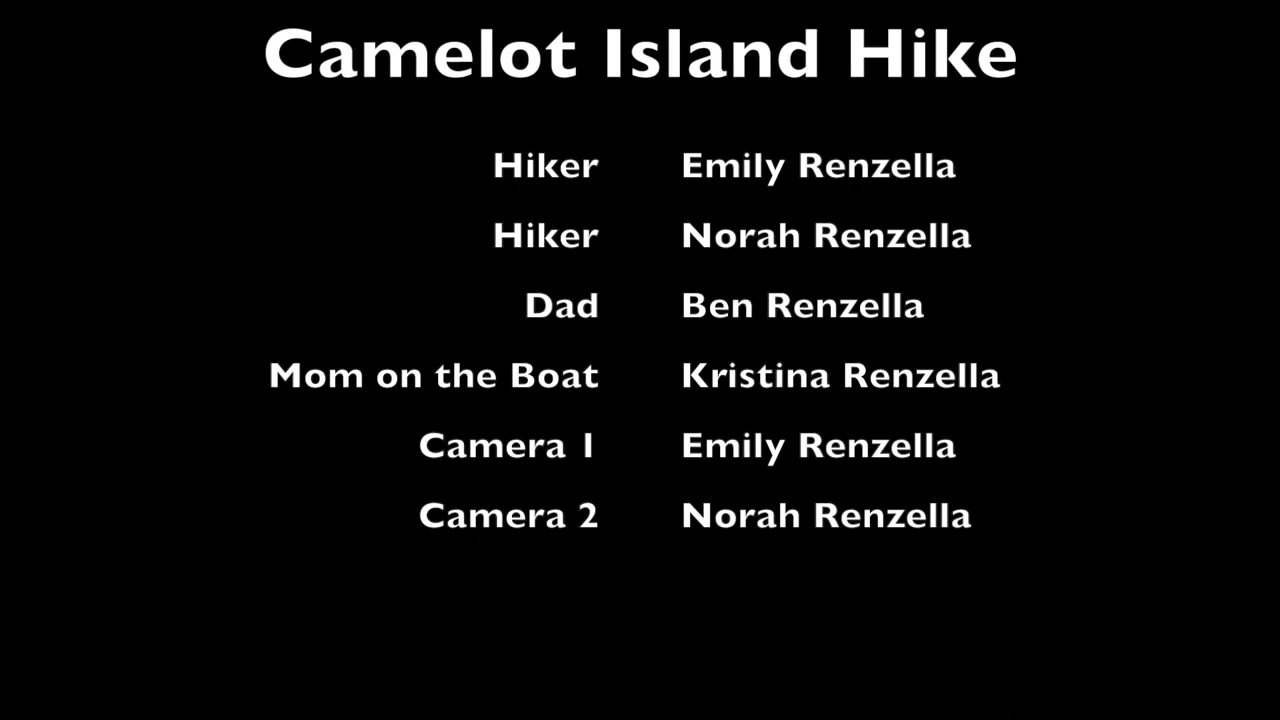 Camelot Island Hike
Hiker Emily Renzella
Hiker Norah Renzella
Dad Ben Renzella
Mom on the Boat Kristina Renzella
Camera 1 Emily Renzella
Camera 2 Norah Renzella